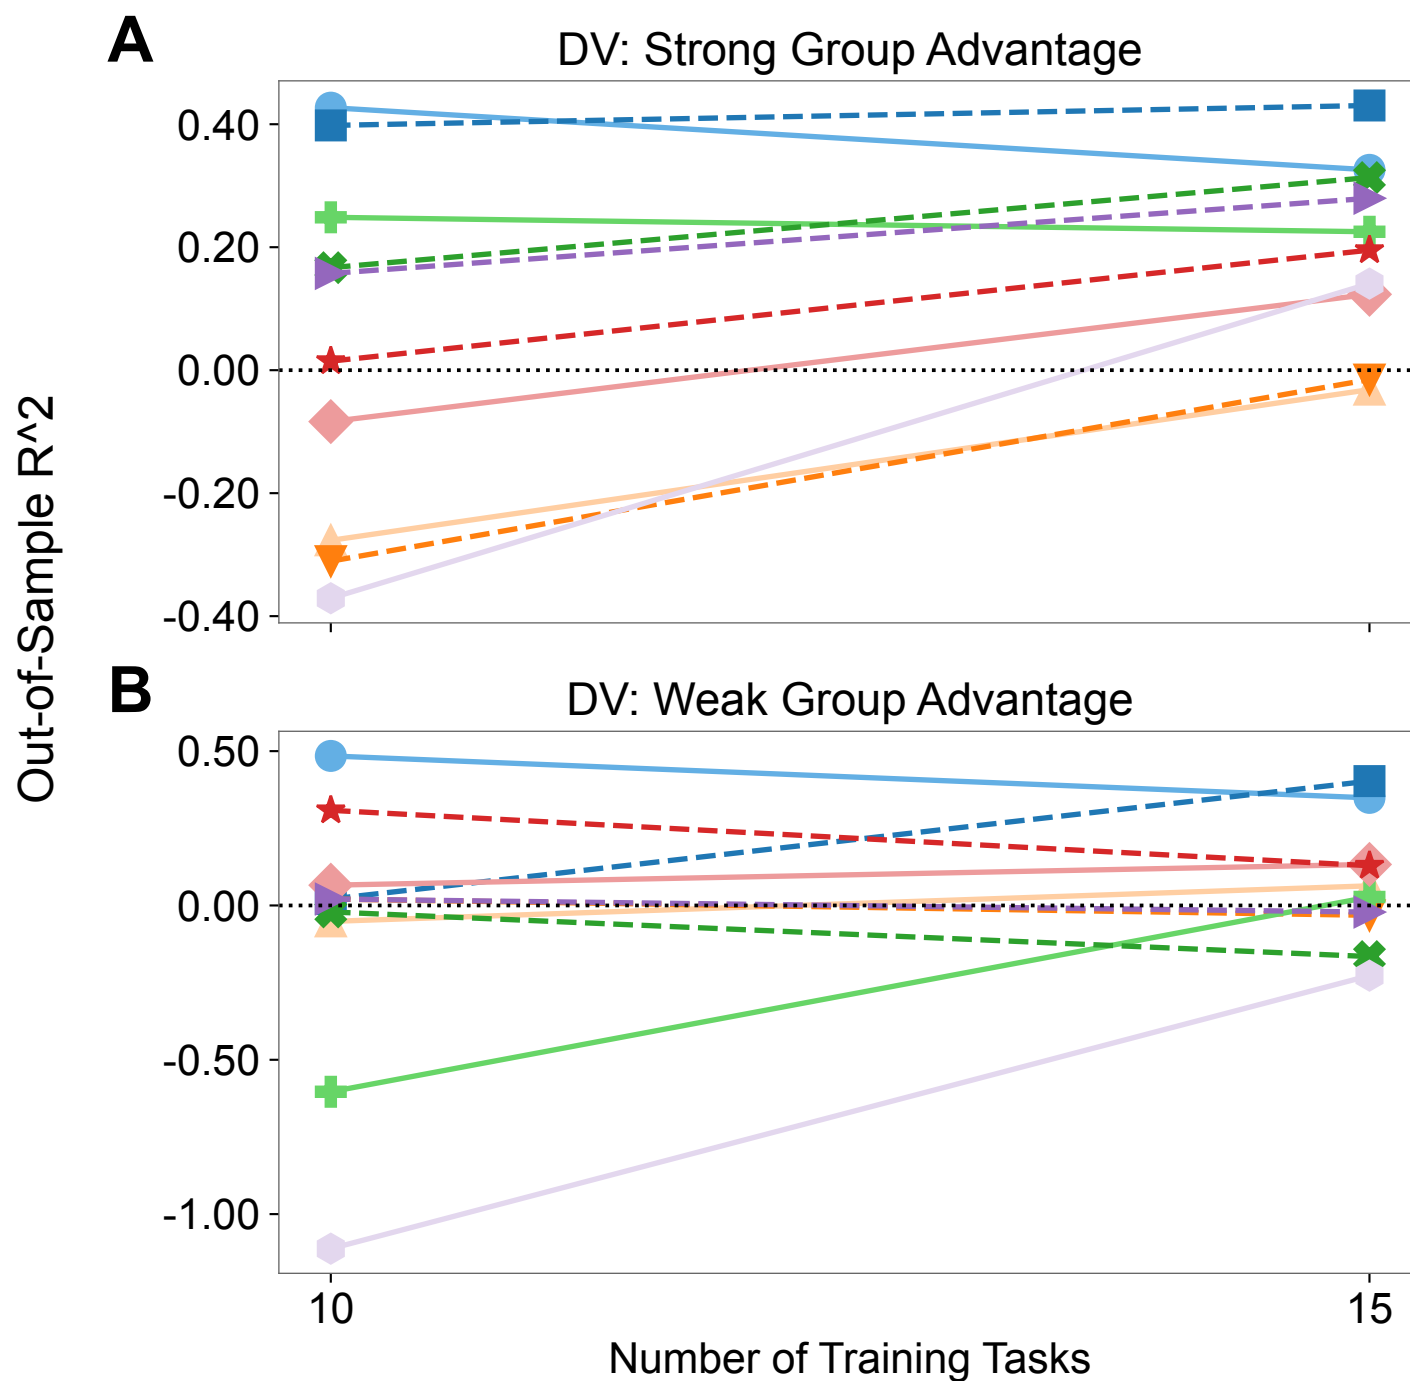 A
DV: Strong Group Advantage
0.40
0.20
0.00
-0.20
-0.40
Out-of-Sample R^2
B
DV: Weak Group Advantage
0.50
0.00
-0.50
-1.00
10
15
Number of Training Tasks